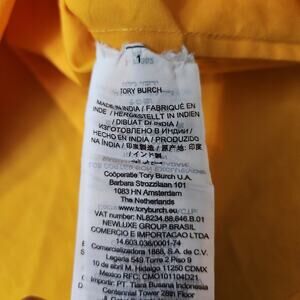 1
TORY BURCH
MADE IN INDIA / FABRIQUÉ EN
INDE / HERGESTELLT IN INDIEN
/ DIBUAT DI INDIA /
ИЗГОТОВЛЕНО В ИНДИИ /
HECHO EN INDIA / PRODUZIDO
NA ÍNDIA / 印度製造 / 原产地: 印度
/ インド製
Coöperatie Tory Burch U.A.
Barbara Strozzilaan 101
1083 HN Amsterdam
The Netherlands
www.toryburch.com
VAT number: NL8234.88.846.B.01
NEWLUXE GROUP BRASIL
COMERCIO E IMPORTACAO LTDA
14.603.036/0001-74
Comercializadora 1888, S.A. de C.V.
Legaria 549 Torre 2 Piso 9
10 de abril M. Hidalgo 11250 CDMX
Mexico RFC: CMO101104D21
Import: PT. Tiara Busana Indonesia
Centennial Tower 28th Floor